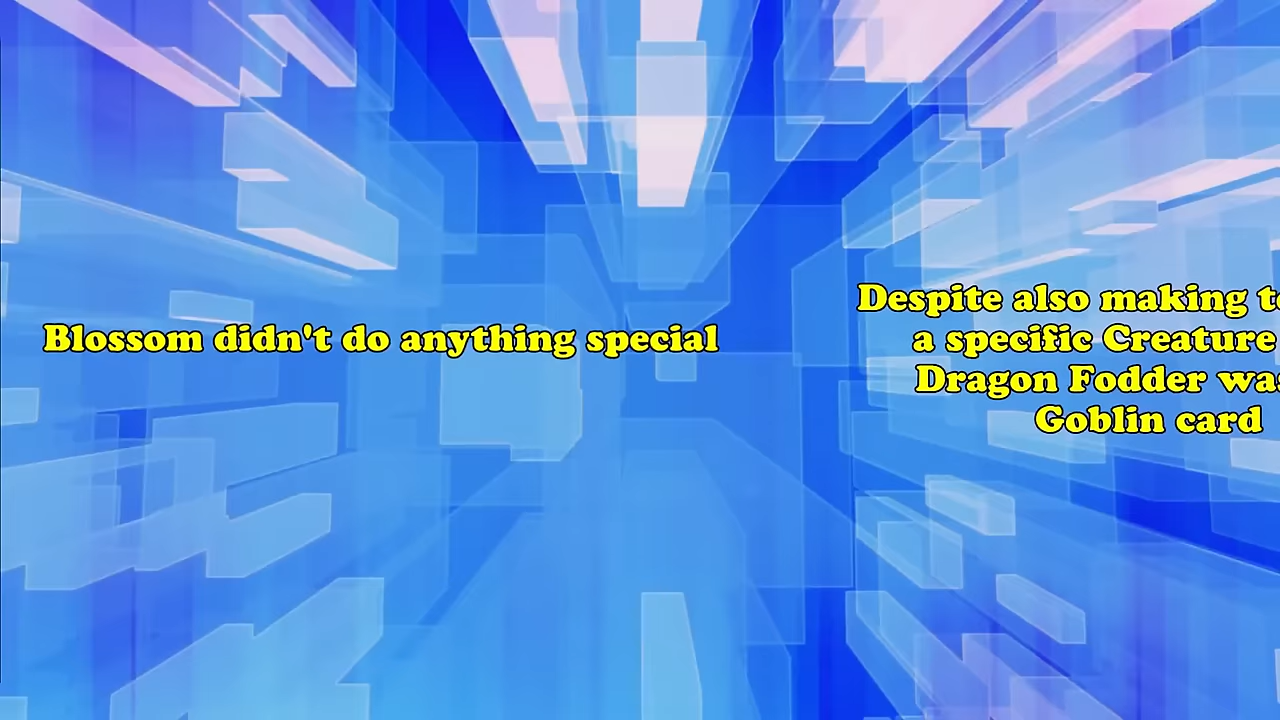 Blossom didn't do anything special
Despite also making
a specific Creature
Dragon Fodder
Goblin card